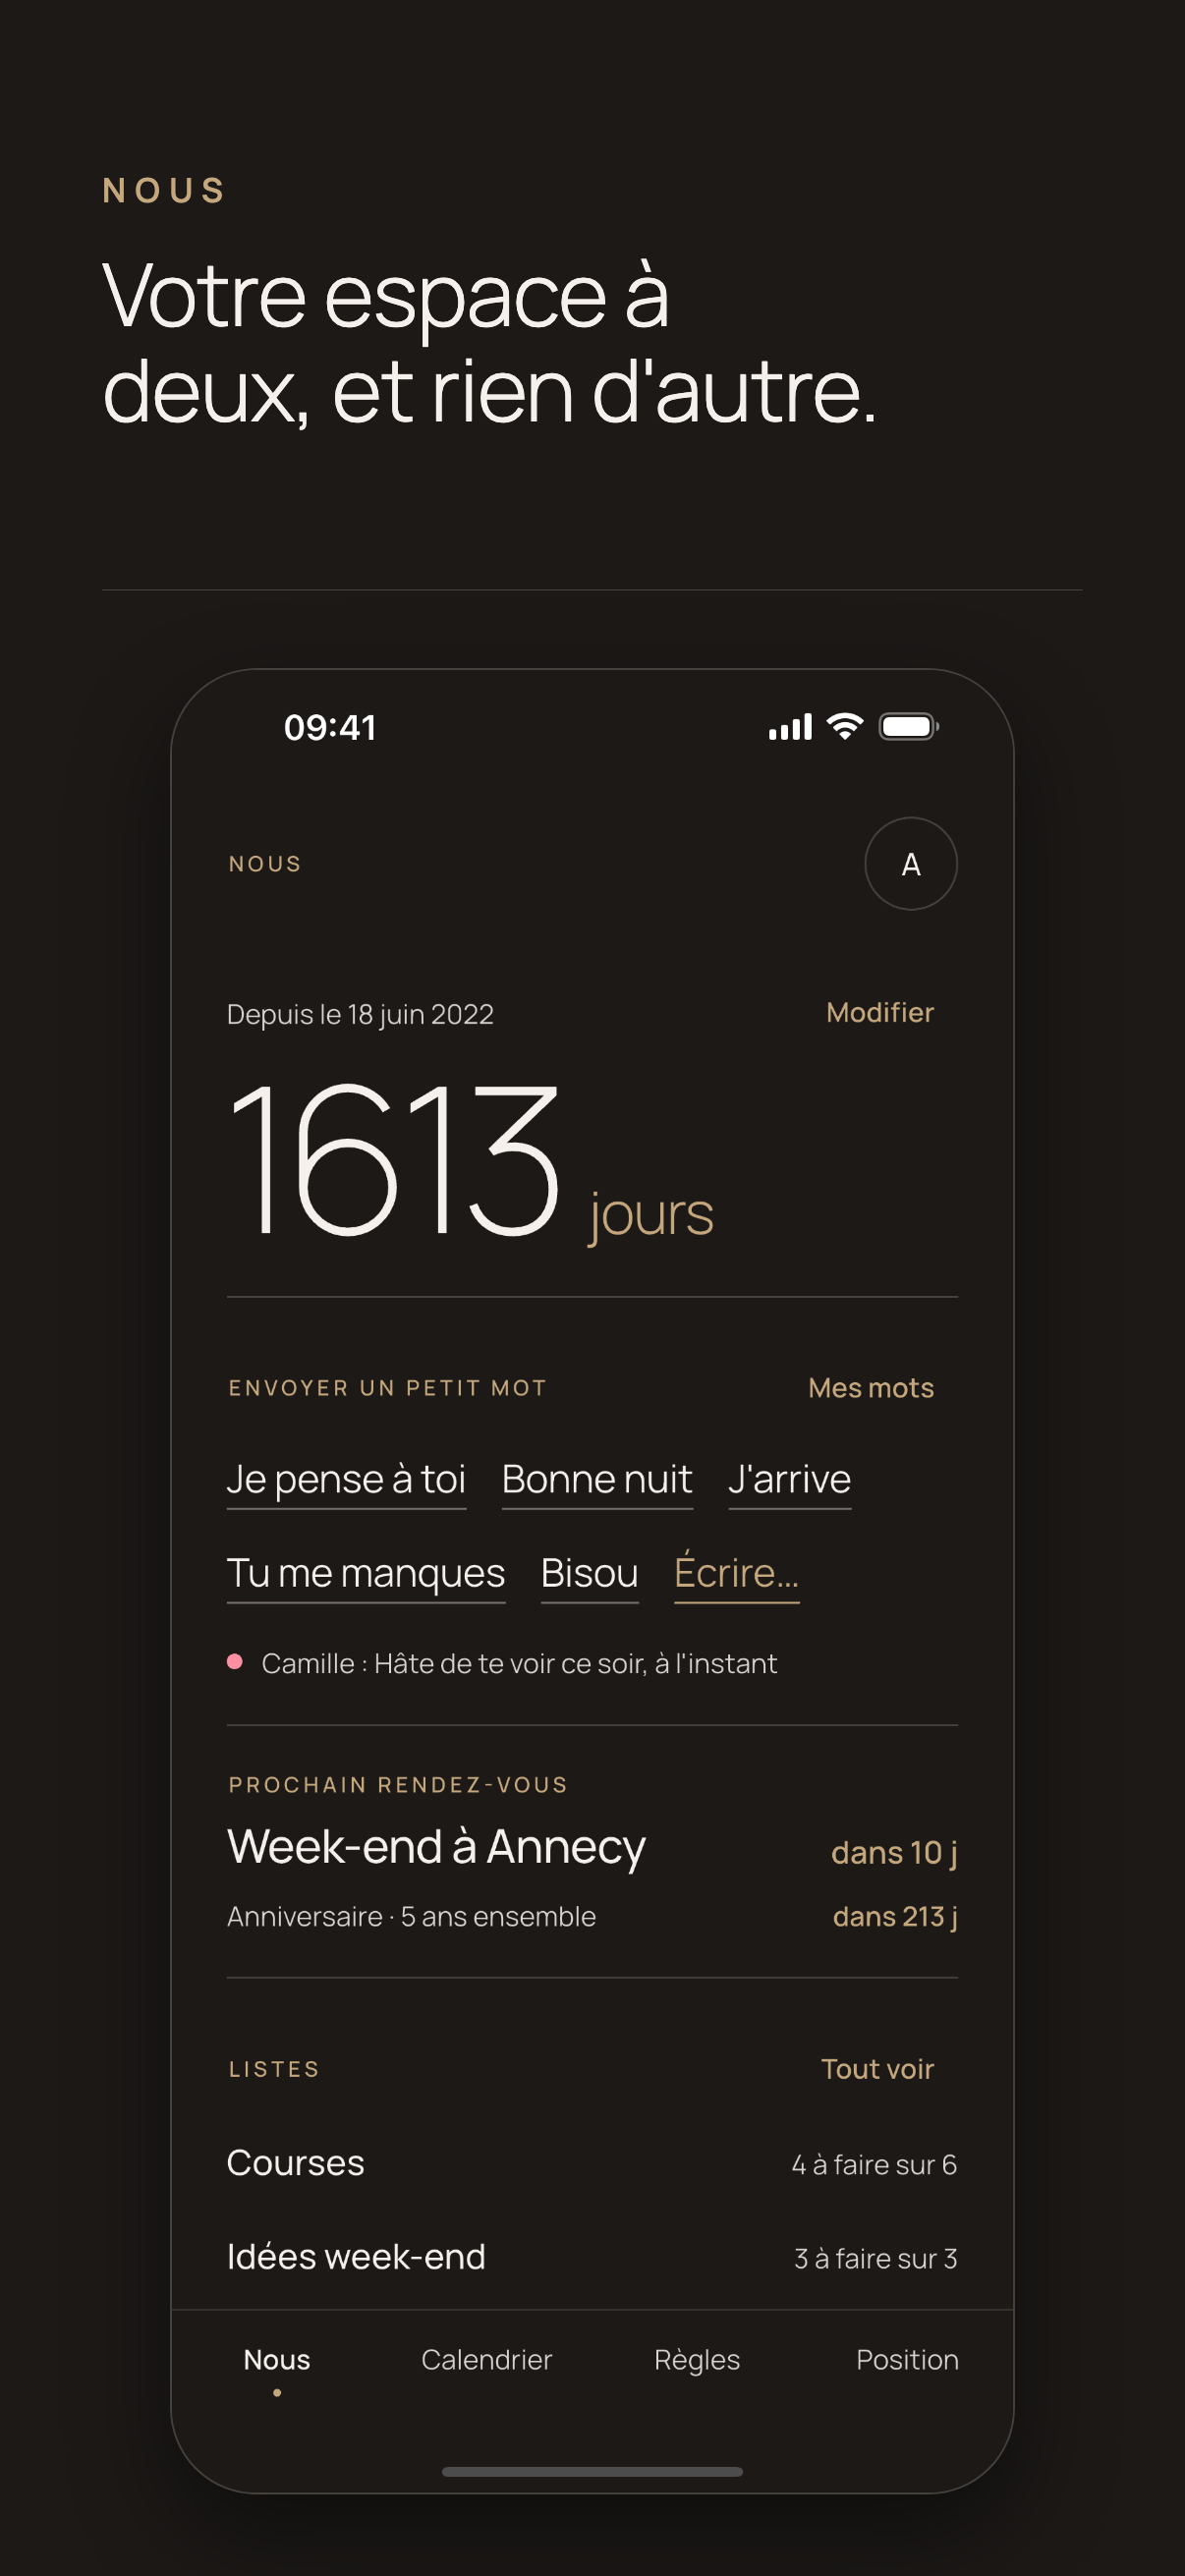 NOUS
Votre espace à
deux, et rien d'autre.
09:41
NOUS
A
Depuis le 18 juin 2022
Modifier
1613 jours
ENVOYER UN PETIT MOT
Mes mots
Je pense à toi
Bonne nuit
J'arrive
Tu me manques
Bisou
Écrire...
Camille : Hâte de te voir ce soir, à l'instant
PROCHAIN RENDEZ-VOUS
Week-end à Annecy
dans 10 j
Anniversaire · 5 ans ensemble
dans 213 j
LISTES
Tout voir
Courses
4 à faire sur 6
Idées week-end
3 à faire sur 3
Nous
Calendrier
Règles
Position